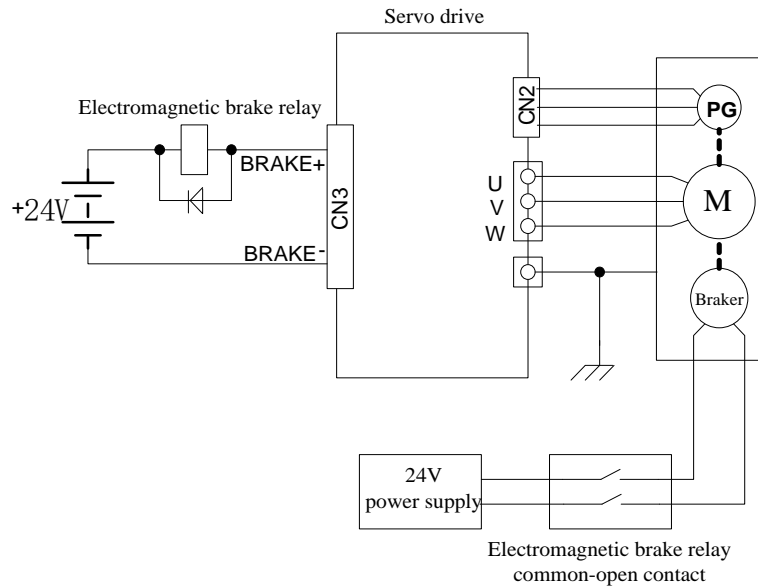 Servo drive
Electromagnetic brake relay
BRAKE+
+24V
CN3
BRAKE-
CN2
PG
U
V
W
M
Braker
24V
power supply
Electromagnetic brake relay
common-open contact